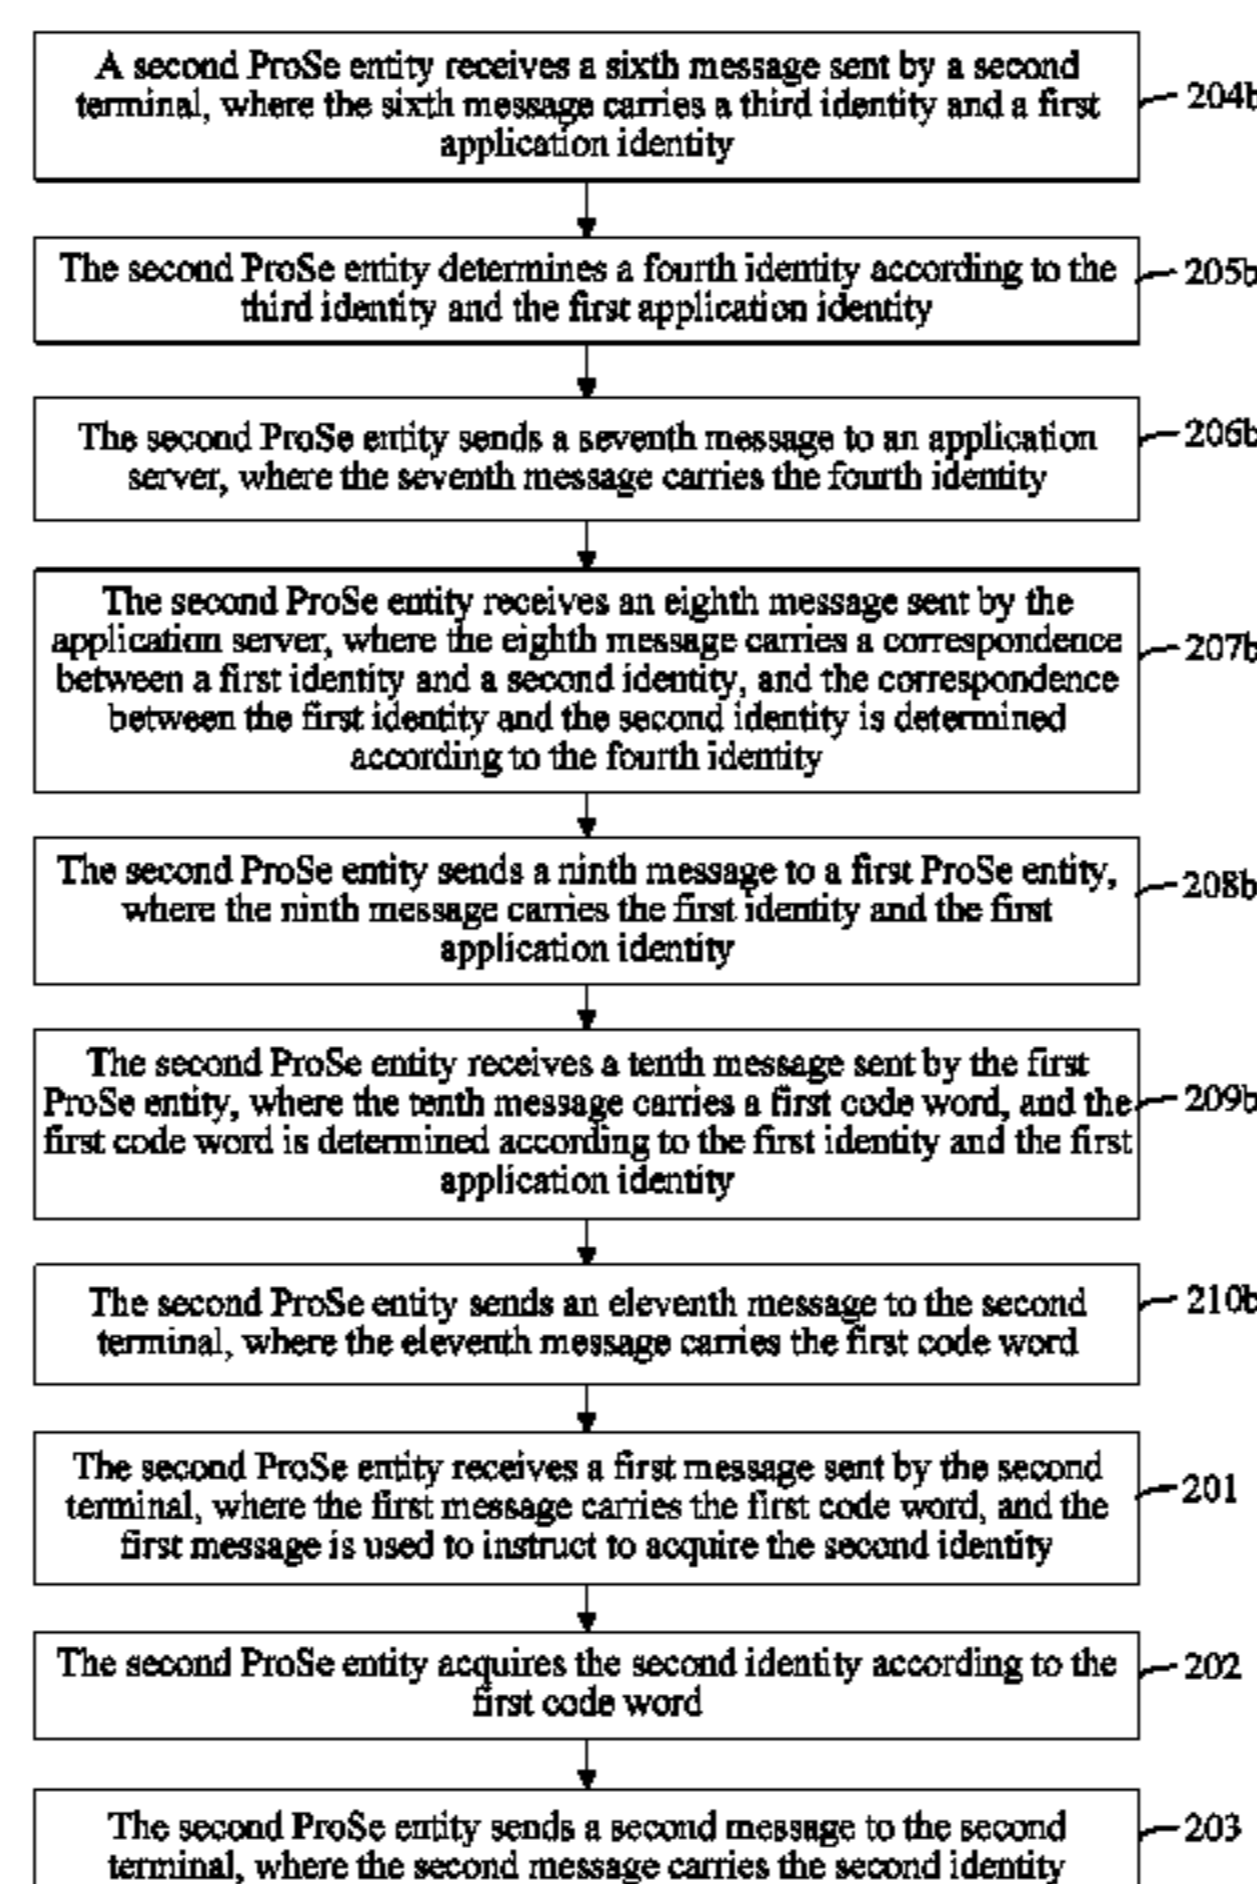 A second ProSe entity receives a sixth message sent by a second
terminal, where the sixth message carries a third identity and a first
application identity
204b
The second ProSe entity determines a fourth identity according to the
third identity and the first application identity
205b
The second ProSe entity sends a seventh message to an application
server, where the seventh message carries the fourth identity
206b
The second ProSe entity receives an eighth message sent by the
application server, where the eighth message carries a correspondence
between a first identity and a second identity, and the correspondence
between the first identity and the second identity is determined
according to the fourth identity
207b
The second ProSe entity sends a ninth message to a first ProSe entity,
where the ninth message carries the first identity and the first
application identity
208b
The second ProSe entity receives a tenth message sent by the first
ProSe entity, where the tenth message carries a first code word, and the
first code word is determined according to the first identity and the first
application identity
209b
The second ProSe entity sends an eleventh message to the second
terminal, where the eleventh message carries the first code word
210b
The second ProSe entity receives a first message sent by the second
terminal, where the first message carries the first code word, and the
first message is used to instruct to acquire the second identity
201
The second ProSe entity acquires the second identity according to the
first code word
202
The second ProSe entity sends a second message to the second
terminal, where the second message carries the second identity
203